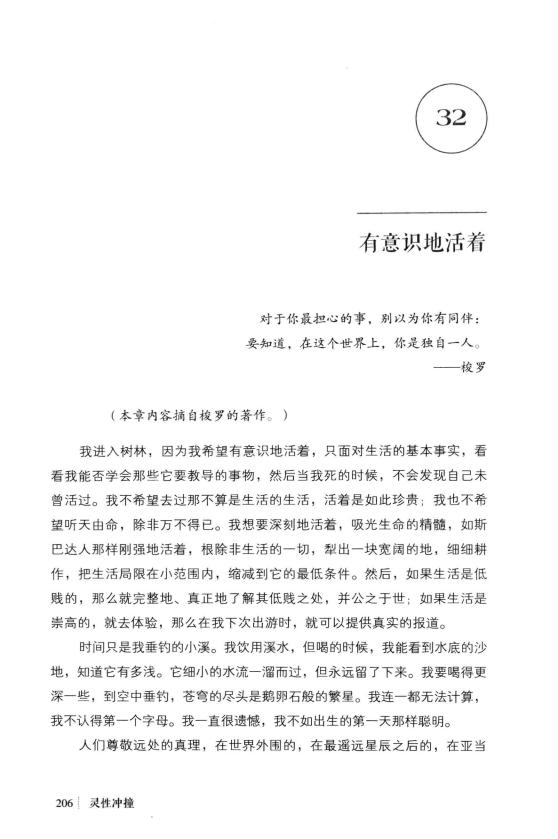 32
有意识地活着
对于你最担心的事，别以为你有同伴：
要知道，在这个世界上，你是独自一人。
——梭罗
（本章内容摘自梭罗的著作。）
我进入树林，因为我希望有意识地活着，只面对生活的基本事实，看
看我能否学会那些它要教导的事物，然后当我死的时候，不会发现自己未
曾活过。我不希望去过那不算是生活的生活，活着是如此珍贵；我也不希
望听天由命，除非万不得已。我想要深刻地活着，吸光生命的精髓，如斯
巴达人那样刚强地活着，根除非生活的一切，犁出一块宽阔的地，细细耕
作，把生活局限在小范围内，缩减到它的最低条件。然后，如果生活是低
贱的，那么就完整地、真正地了解其低贱之处，并公之于世；如果生活是
崇高的，就去体验，那么在我下次出游时，就可以提供真实的报道。
时间只是我垂钓的小溪。我饮用溪水，但喝的时候，我能看到水底的沙
地，知道它有多浅。它细小的水流一溜而过，但永远留了下来。我要喝得更
深一些，到空中垂钓，苍穹的尽头是鹅卵石般的繁星。我连一都无法计算，
我不认得第一个字母。我一直很遗憾，我不如出生的第一天那样聪明。
人们尊敬远处的真理，在世界外围的，在最遥远星辰之后的，在亚当
206 灵性冲撞